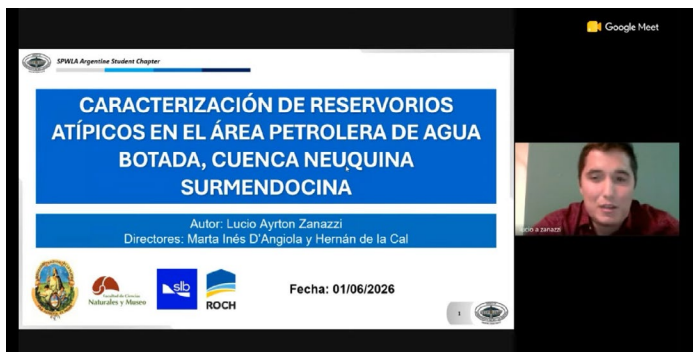 Google Meet
SPWLA Argentine Student Chapter
CARACTERIZACIÓN DE RESERVORIOS
ATÍPICOS EN EL ÁREA PETROLERA DE AGUA
BOTADA, CUENCA NEUQUINA
SURMENDOCINA
Autor: Lucio Ayrton Zanazzi
Directores: Marta Inés D'Angiola y Hernán de la Cal
lucio a zanazzi
Facultad de Ciencias
Naturales y Museo
slb
ROCH
Fecha: 01/06/2026
1